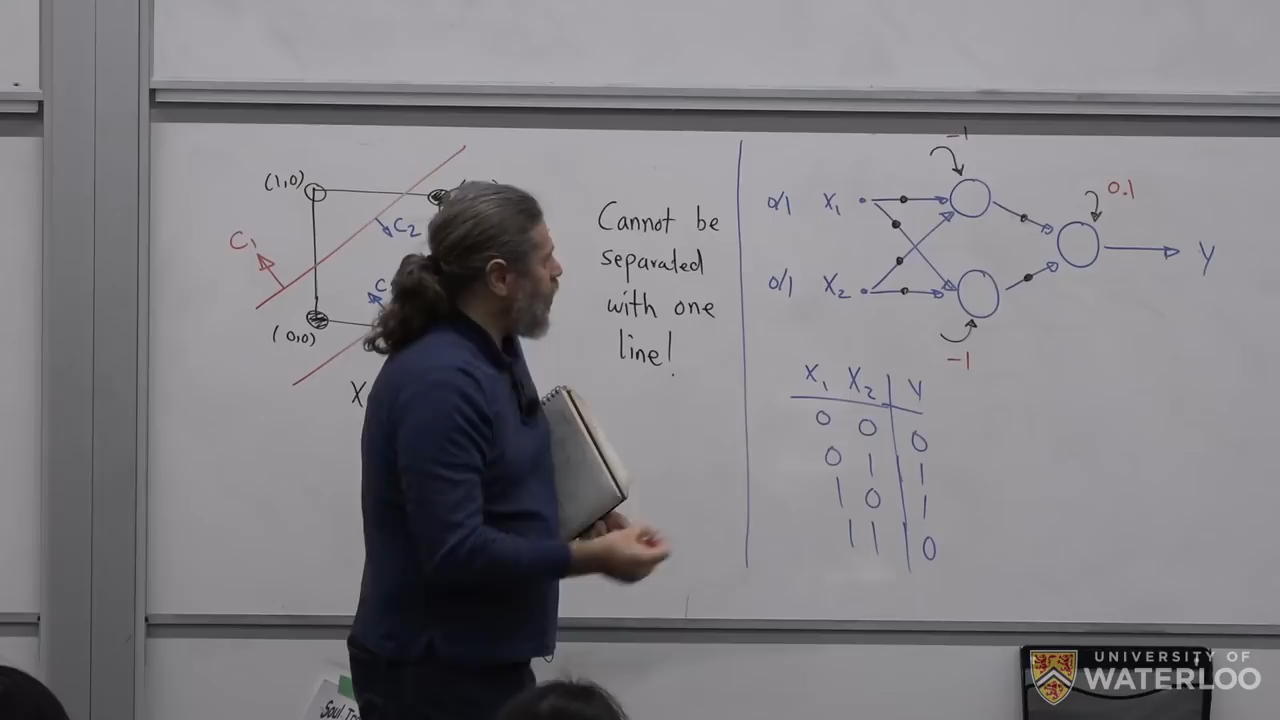 (1,0)
C₁
C₂
C
(0,0)
X
Cannot be
separated
with one
line!
-1
0.1
0/1 X₁
0/1 X₂
Y
-1
X₁ X₂ Y
0 0 0
0 1 1
1 0 1
1 1 0
UNIVERSITY OF
WATERLOO